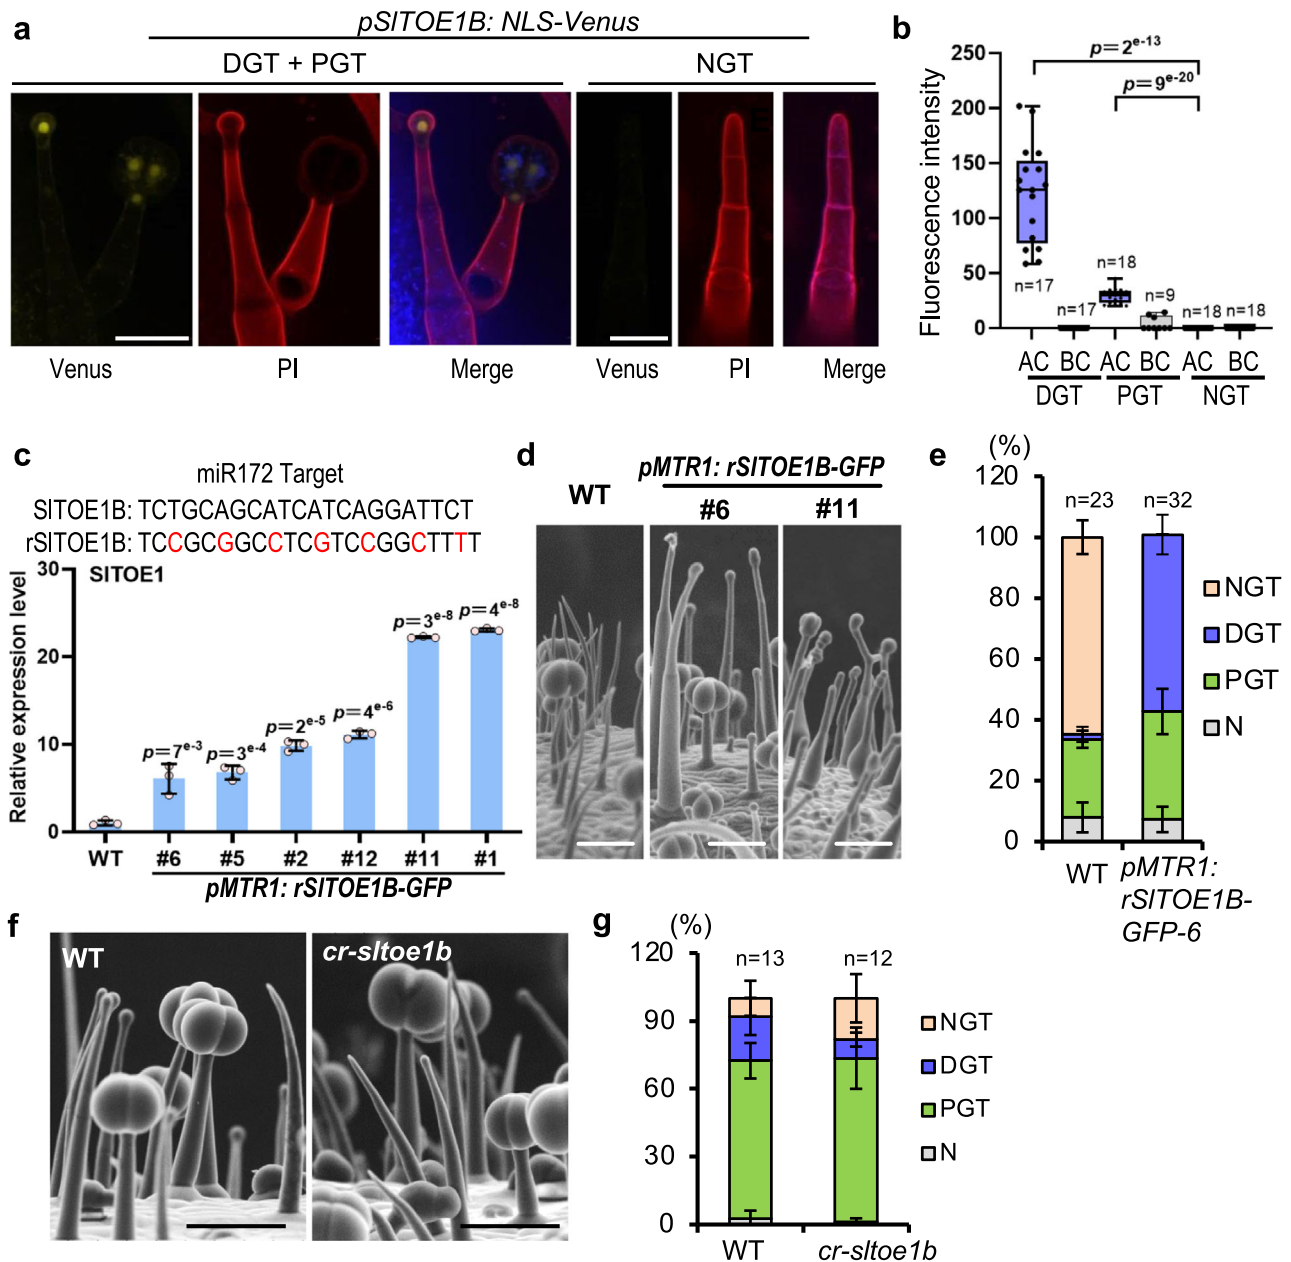 a
pSlTOE1B: NLS-Venus
DGT + PGT
NGT
Venus
PI
Merge
Venus
PI
Merge
b
Fluorescence intensity
250
200
150
100
50
0
p=2e-13
p=9e-20
n=17
n=17
n=18
n=9
n=18
n=18
AC BC AC BC AC BC
DGT PGT NGT
c
miR172 Target
SlTOE1B: TCTGCAGCATCATCAGGATTCT
rSlTOE1B: TCCGCGGCCTCGTCCGGCTTTT
SlTOE1
Relative expression level
30
20
10
0
p=7e-3
p=3e-4
p=2e-5
p=4e-6
p=3e-8
p=4e-8
WT #6 #5 #2 #12 #11 #1
pMTR1: rSlTOE1B-GFP
d
pMTR1: rSlTOE1B-GFP
WT
#6
#11
e
(%)
120
100
80
60
40
20
0
n=23
n=32
NGT
DGT
PGT
N
WT
pMTR1:
rSlTOE1B-
GFP-6
f
WT
cr-sltoe1b
g
(%)
120
90
60
30
0
n=13
n=12
NGT
DGT
PGT
N
WT
cr-sltoe1b